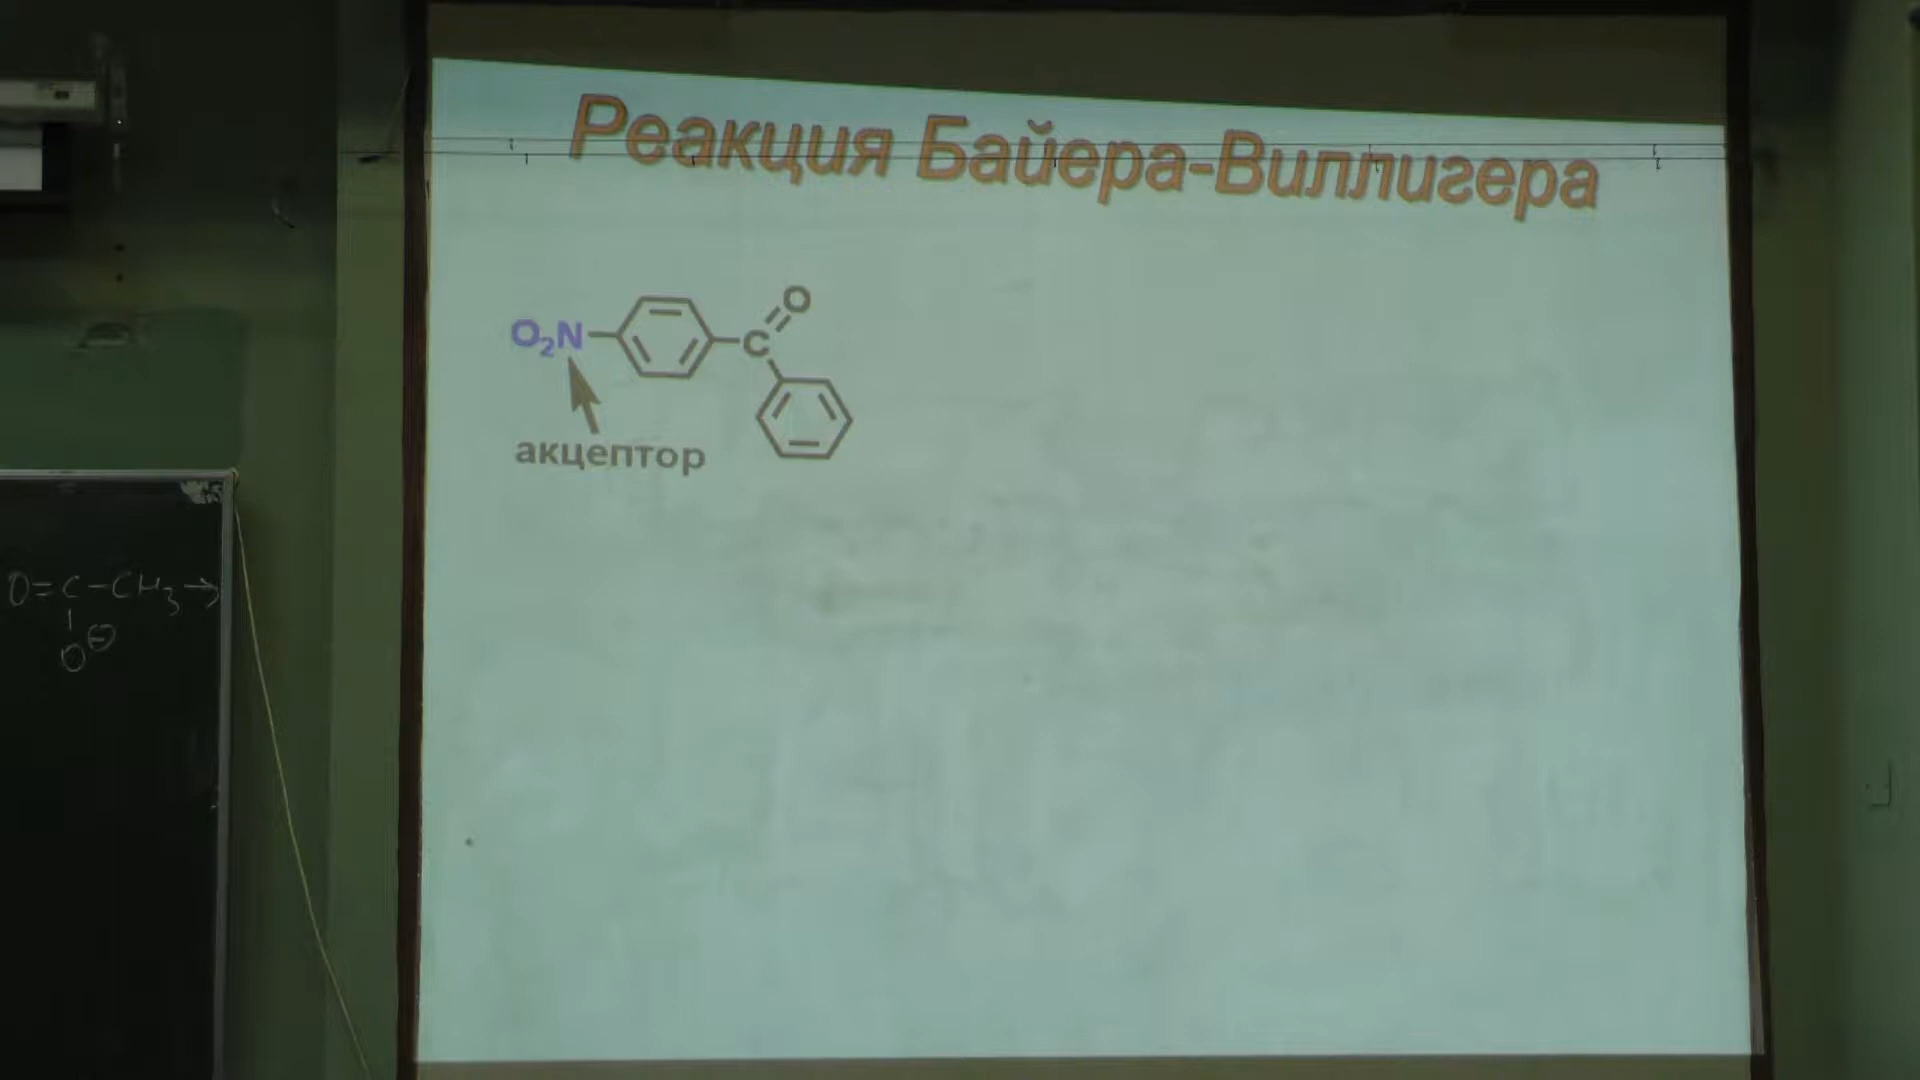 Реакция Байера-Виллигера
O
O₂N C
акцептор
O=C-CH₃→
O⊖